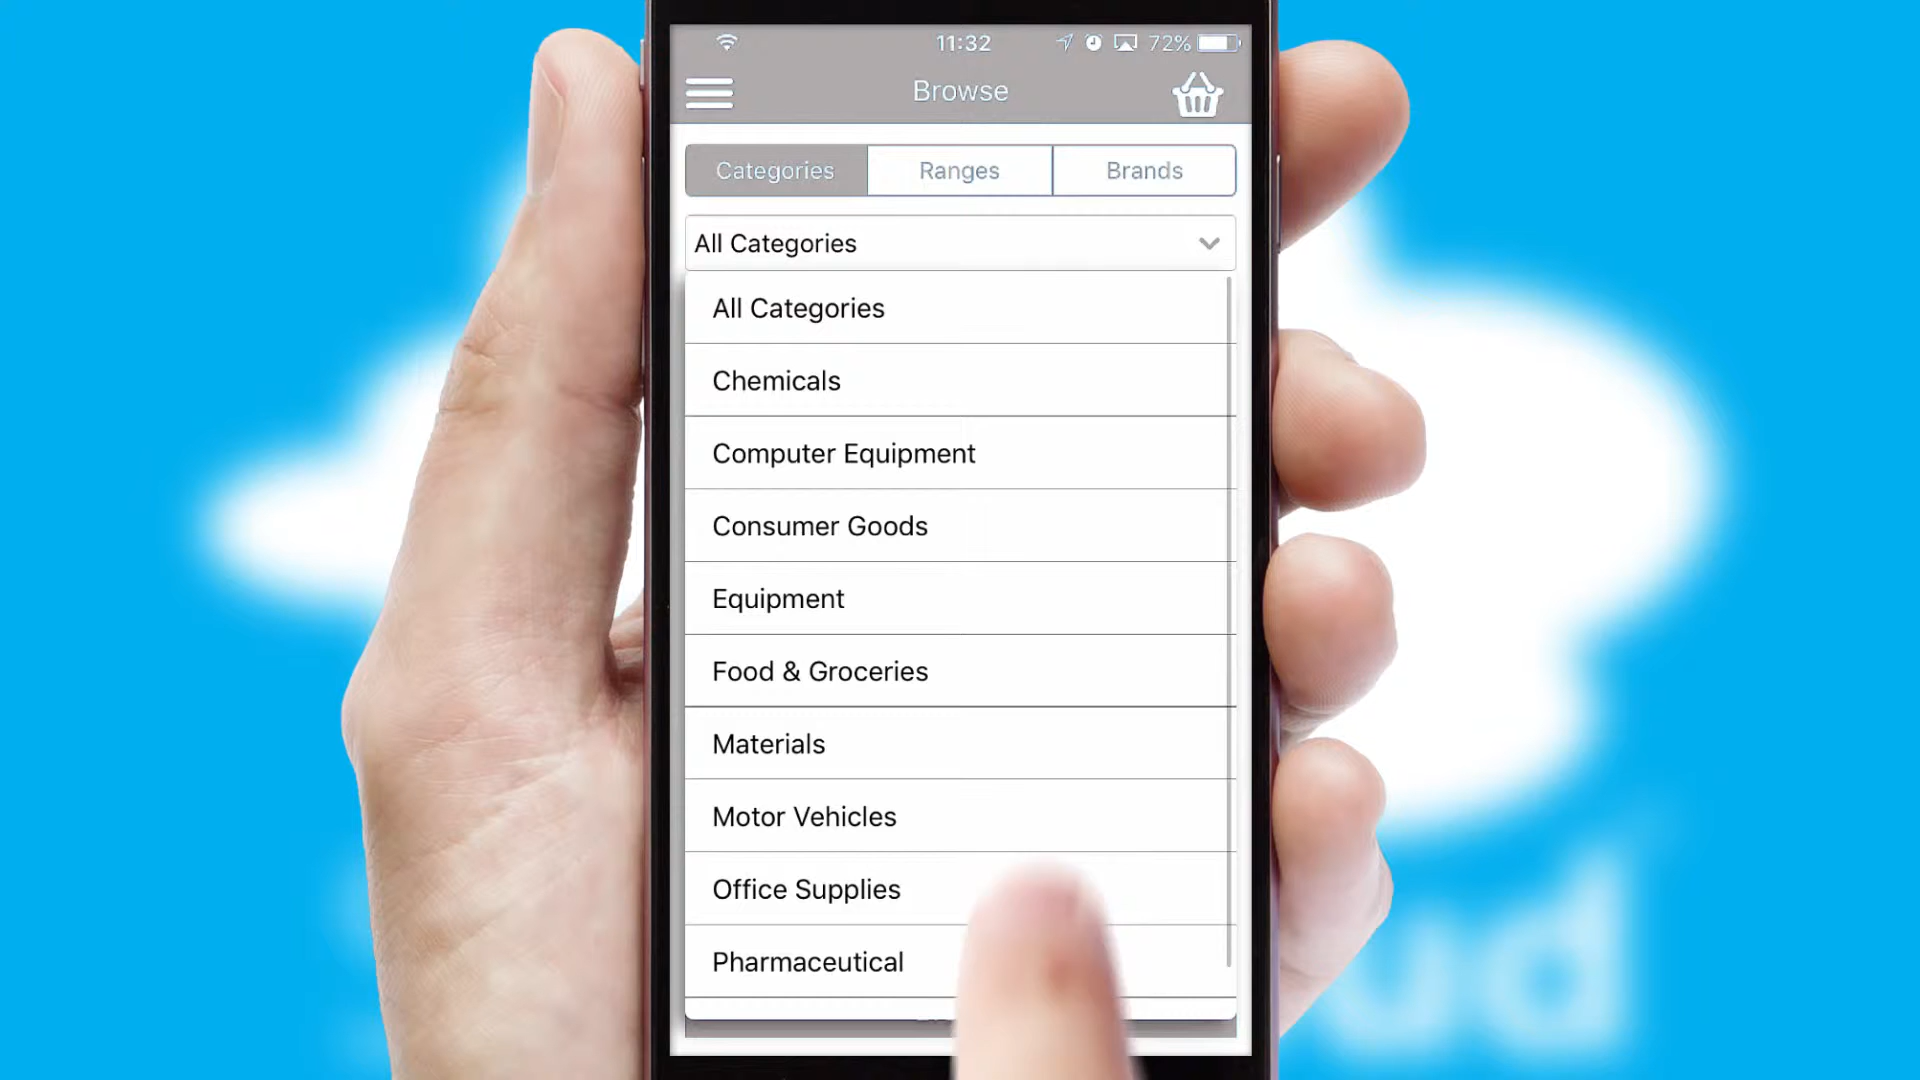 11:32 72%
Browse
Categories Ranges Brands
All Categories
All Categories
Chemicals
Computer Equipment
Consumer Goods
Equipment
Food & Groceries
Materials
Motor Vehicles
Office Supplies
Pharmaceutical